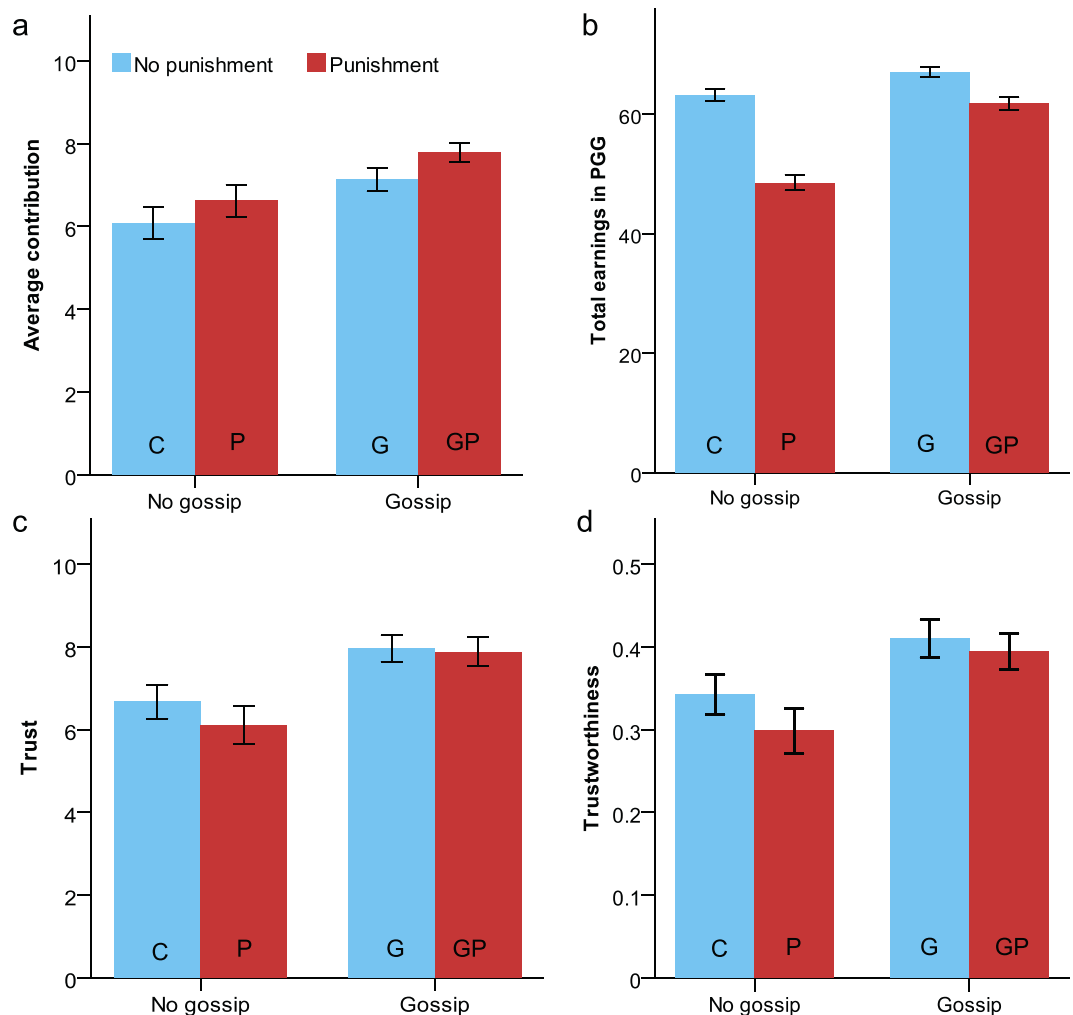 a
No punishment
Punishment
10
8
6
4
2
0
Average contribution
C
P
G
GP
No gossip
Gossip
b
60
40
20
0
Total earnings in PGG
C
P
G
GP
No gossip
Gossip
c
10
8
6
4
2
0
Trust
C
P
G
GP
No gossip
Gossip
d
0.5
0.4
0.3
0.2
0.1
0
Trustworthiness
C
P
G
GP
No gossip
Gossip